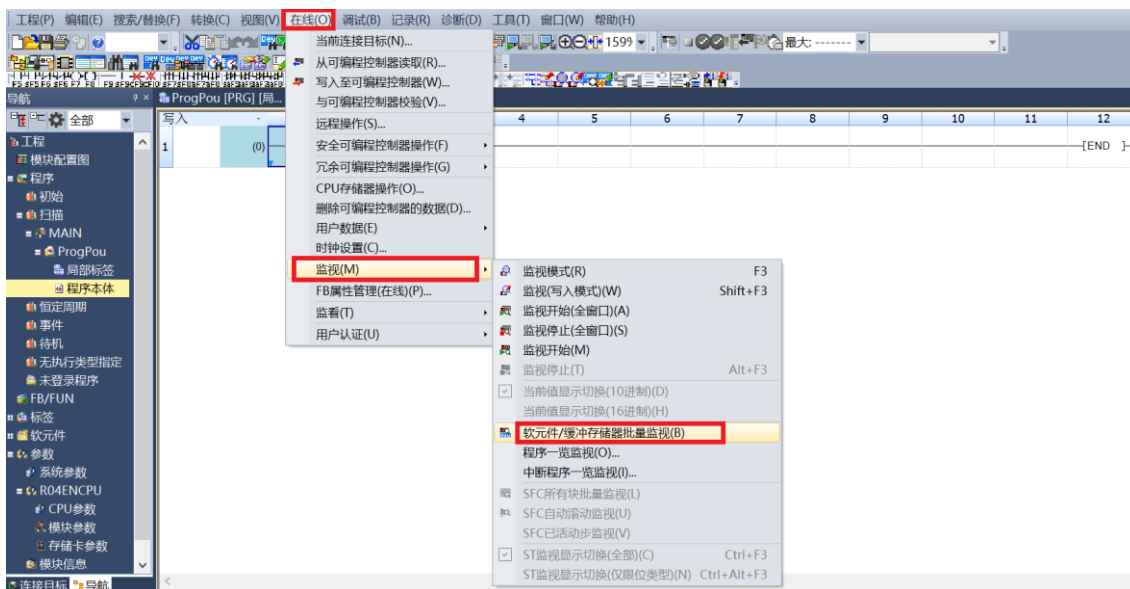 工程(P) 编辑(E) 搜索/替换(F) 转换(C) 视图(V) 在线(O) 调试(B) 记录(R) 诊断(D) 工具(T) 窗口(W) 帮助(H)
1599 最大: -------
导航
ProgPou [PRG] [局...
全部
写入
4 5 6 7 8 9 10 11 12
1 (0) [END ]
工程
模块配置图
程序
初始
扫描
MAIN
ProgPou
局部标签
程序本体
恒定周期
事件
待机
无执行类型指定
未登录程序
FB/FUN
标签
软元件
参数
系统参数
R04ENCPU
CPU参数
模块参数
存储卡参数
模块信息
连接目标 导航
当前连接目标(N)...
从可编程控制器读取(R)...
写入至可编程控制器(W)...
与可编程控制器校验(V)...
远程操作(S)...
安全可编程控制器操作(F)
冗余可编程控制器操作(G)
CPU存储器操作(O)...
删除可编程控制器的数据(D)...
用户数据(E)
时钟设置(C)...
监视(M)
FB属性管理(在线)(P)...
监看(T)
用户认证(U)
监视模式(R) F3
监视(写入模式)(W) Shift+F3
监视开始(全窗口)(A)
监视停止(全窗口)(S)
监视开始(M)
监视停止(T) Alt+F3
当前值显示切换(10进制)(D)
当前值显示切换(16进制)(H)
软元件/缓冲存储器批量监视(B)
程序一览监视(O)...
中断程序一览监视(I)...
SFC所有块批量监视(L)
SFC自动滚动监视(U)
SFC已活动步监视(V)
ST监视显示切换(全部)(C) Ctrl+F3
ST监视显示切换(仅限位类型)(N) Ctrl+Alt+F3